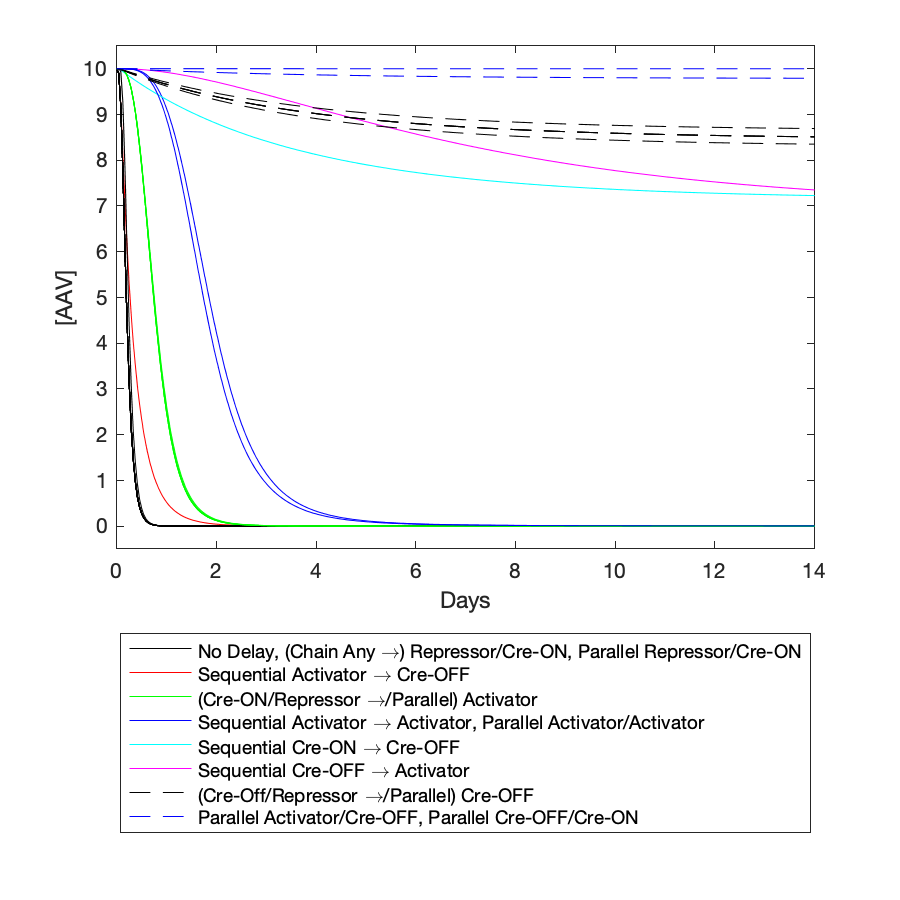 10
9
8
7
6
5
4
3
2
1
0
[AAV]
0 2 4 6 8 10 12 14
Days
No Delay, (Chain Any →) Repressor/Cre-ON, Parallel Repressor/Cre-ON
Sequential Activator → Cre-OFF
(Cre-ON/Repressor →/Parallel) Activator
Sequential Activator → Activator, Parallel Activator/Activator
Sequential Cre-ON → Cre-OFF
Sequential Cre-OFF → Activator
(Cre-Off/Repressor →/Parallel) Cre-OFF
Parallel Activator/Cre-OFF, Parallel Cre-OFF/Cre-ON